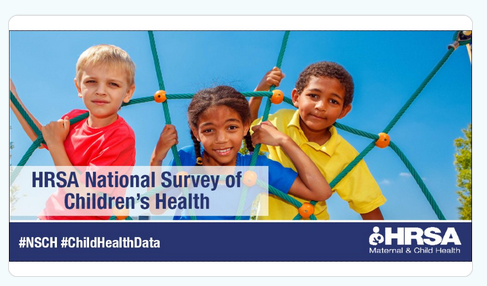 HRSA National Survey of
Children's Health
#NSCH #ChildHealthData
HRSA
Maternal & Child Health